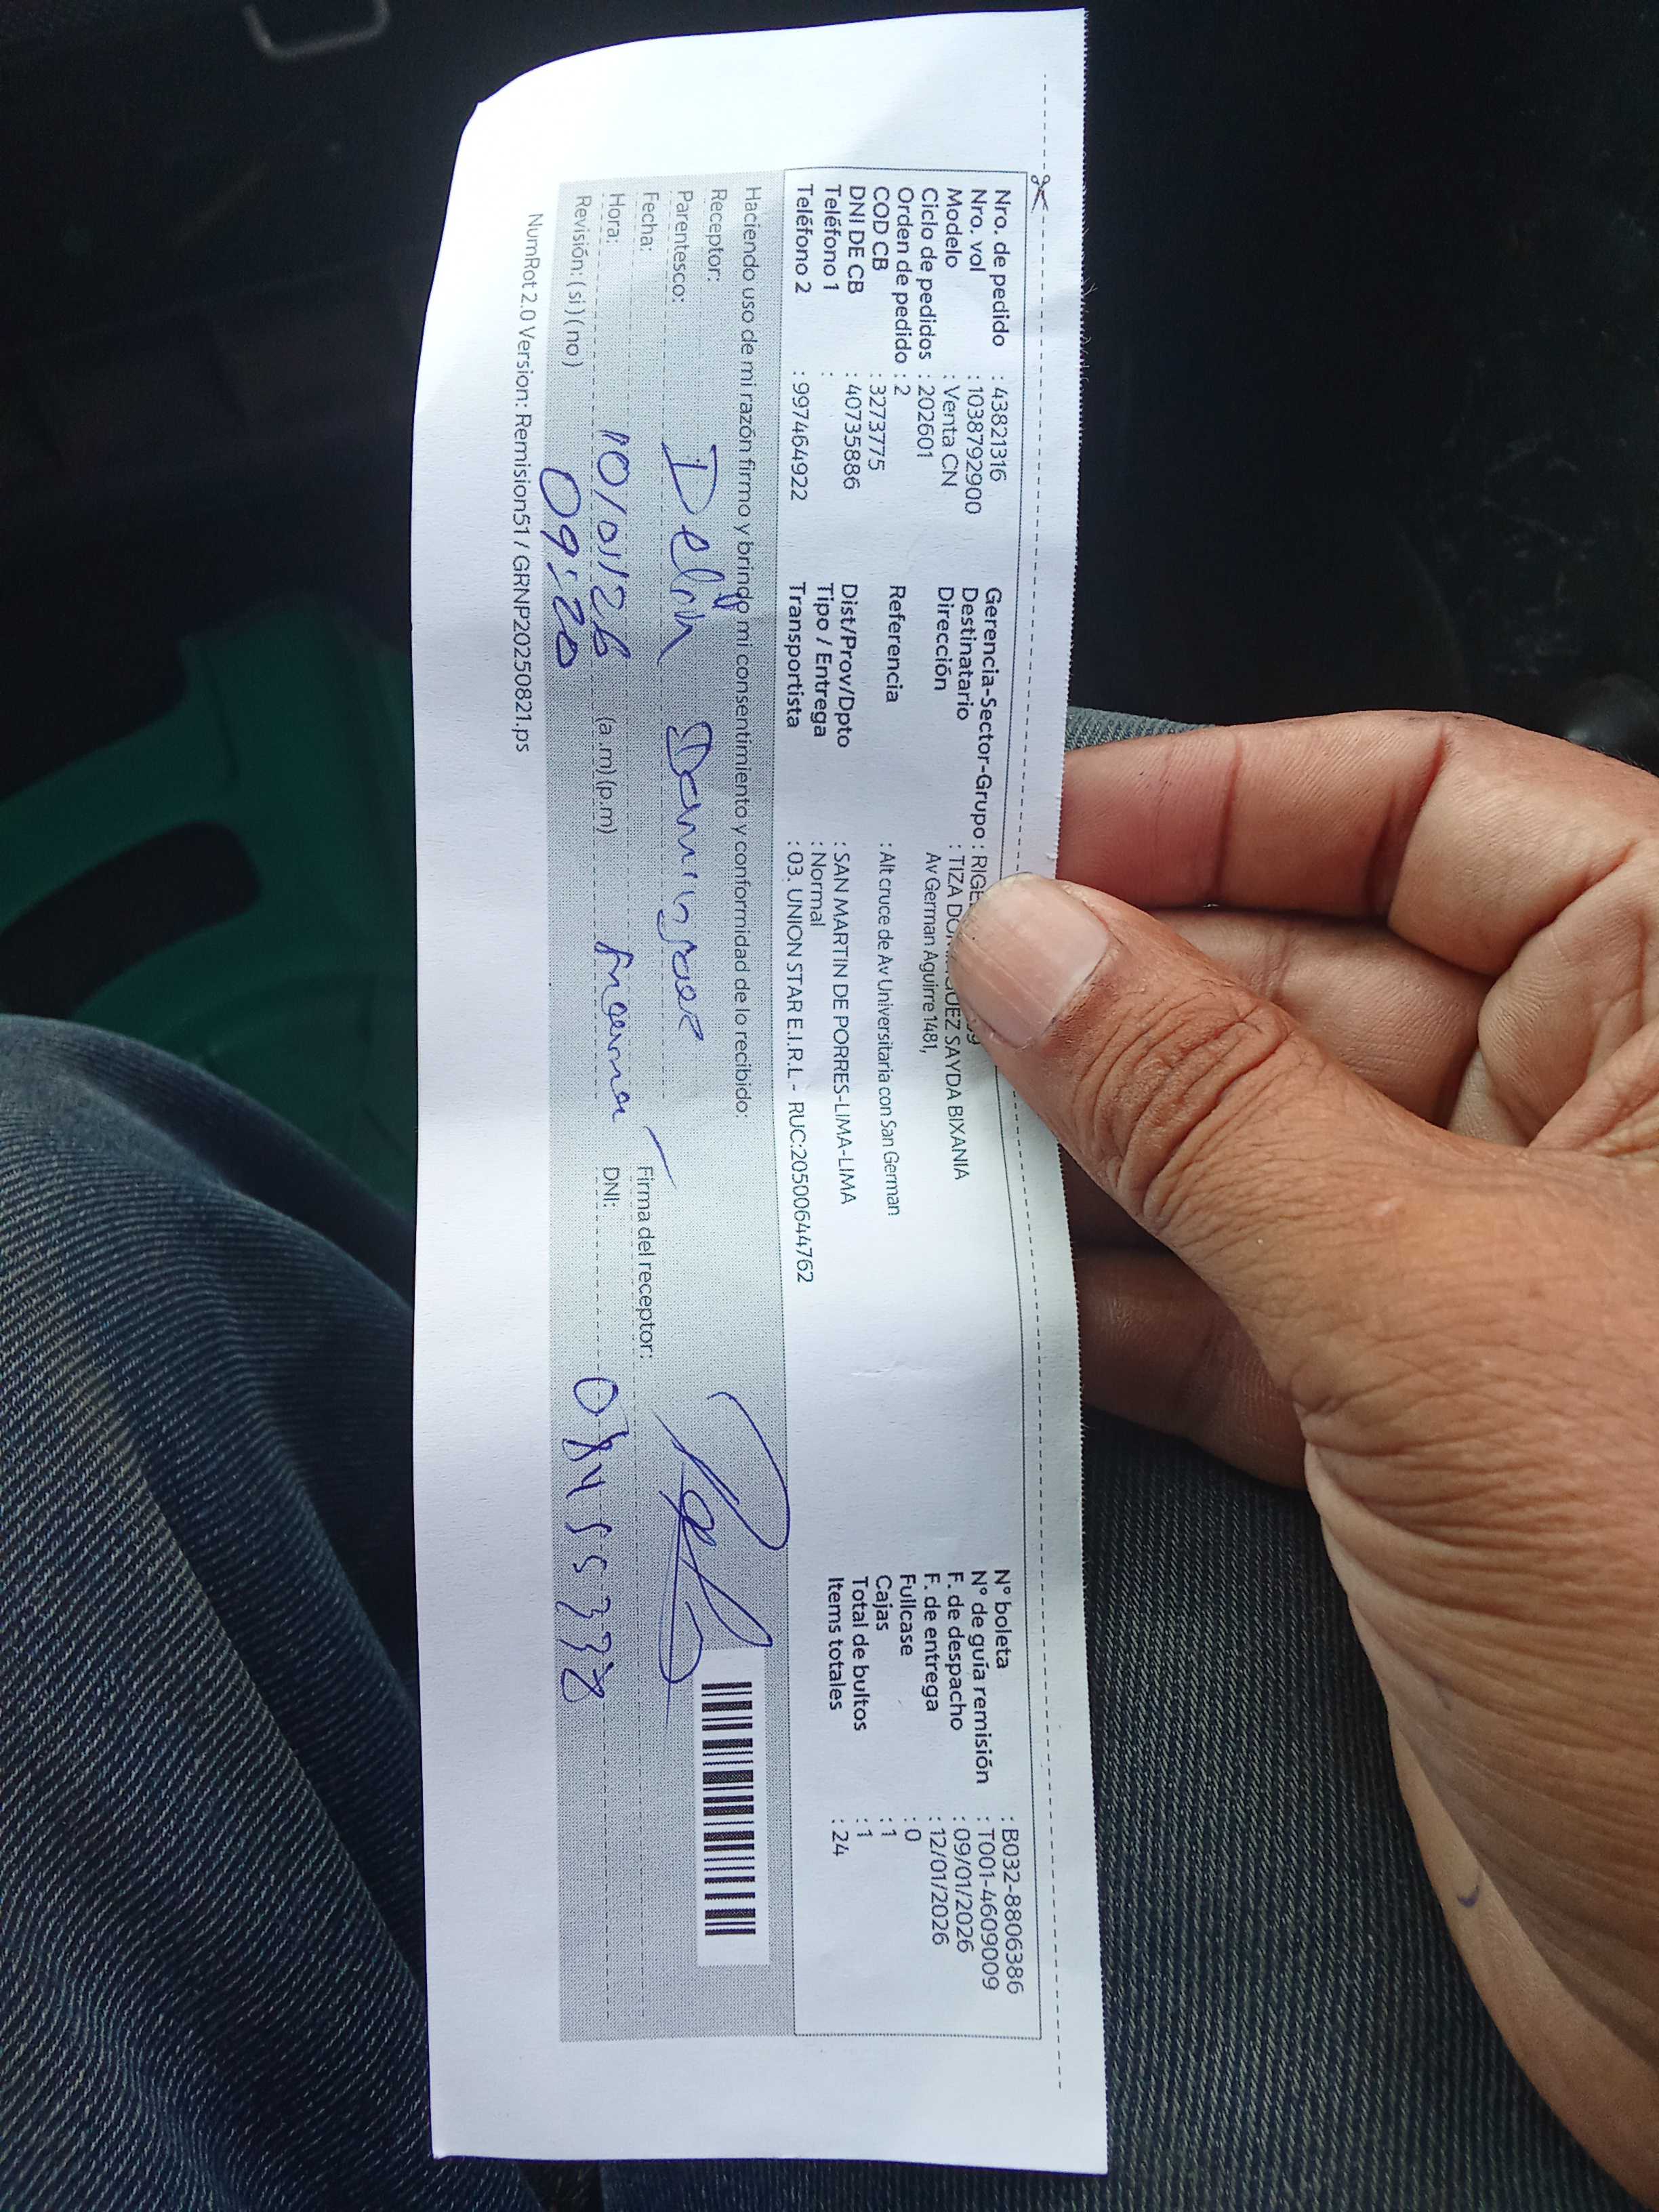 Nro. de pedido : 43821316
Nro. vol : 1038792900
Modelo : Venta CN
Ciclo de pedidos : 202601
Orden de pedido : 2
COD CB : 3273775
DNI DE CB : 40735886
Teléfono 1 :
Teléfono 2 : 997464922
Gerencia-Sector-Grupo :
Destinatario : TIZA SAYDA BIXANIA
Dirección Av German Aguirre 1481,
Referencia : Alt cruce de Av Universitaria con San German
Dist/Prov/Dpto : SAN MARTIN DE PORRES-LIMA-LIMA
Tipo / Entrega : Normal
Transportista : 03. UNION STAR E.I.R.L - RUC:20500644762
N° boleta : B032-8806386
N° de guía remisión : T001-4609009
F. de despacho : 09/01/2026
F. de entrega : 12/01/2026
Fullcase : 0
Cajas : 1
Total de bultos : 1
Items totales : 24
Haciendo uso de mi razón firmo y brindo mi consentimiento y conformidad de lo recibido:
Receptor:
Parentesco:
Fecha: 10/01/26
Hora: 09:20 (a.m)(p.m)
Revisión: ( si ) ( no )
Firma del receptor:
DNI:
NumRot 2.0 Version: Remision51 / GRNP20250821.ps